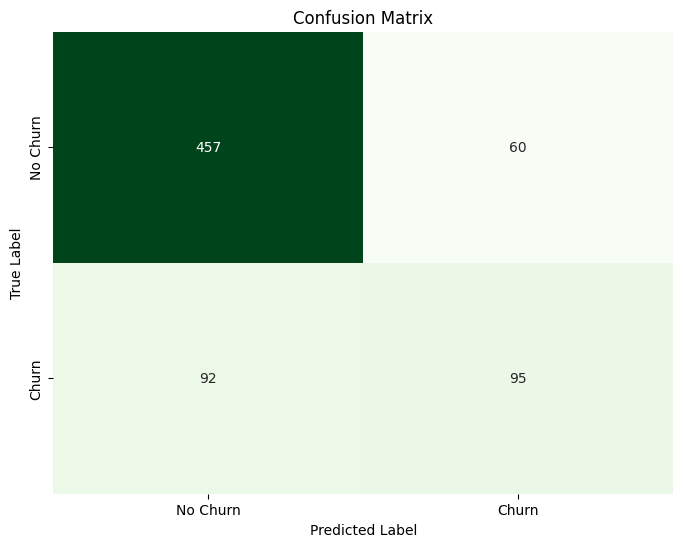 Confusion Matrix
True Label
No Churn
457
60
Churn
92
95
No Churn
Churn
Predicted Label